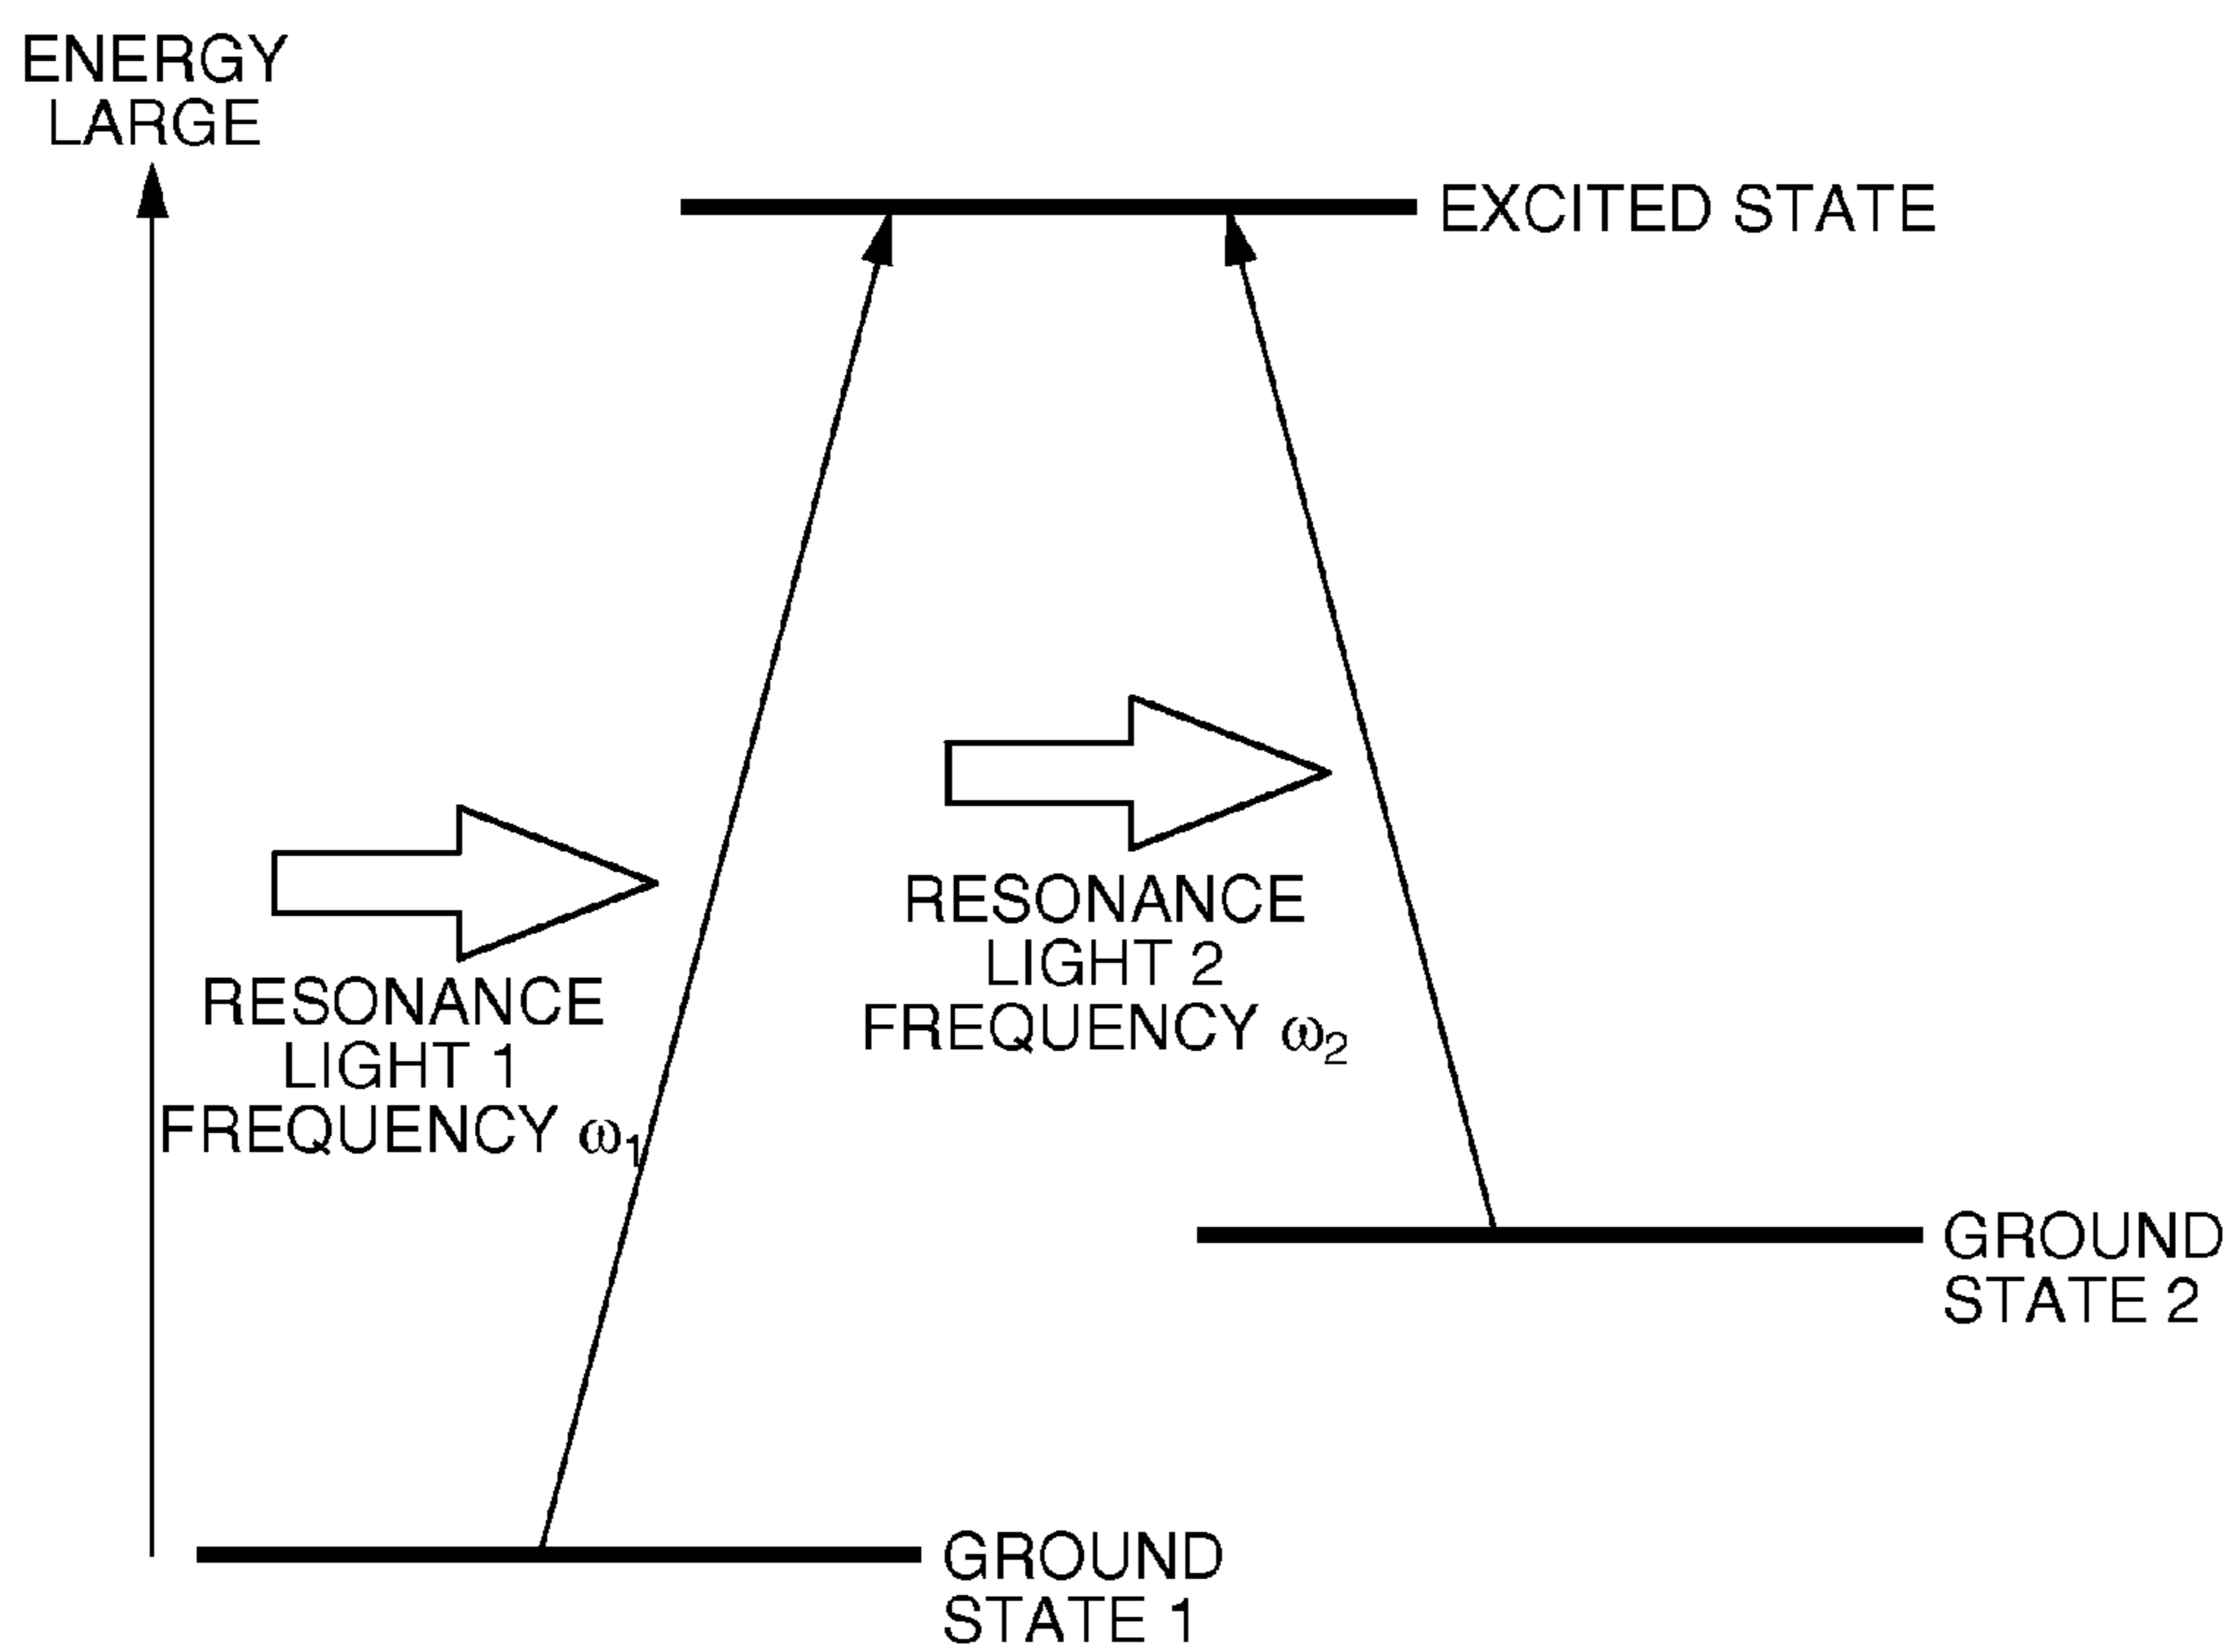 ENERGY
LARGE
EXCITED STATE
RESONANCE
LIGHT 2
FREQUENCY ω₂
RESONANCE
LIGHT 1
FREQUENCY ω₁
GROUND
STATE 2
GROUND
STATE 1